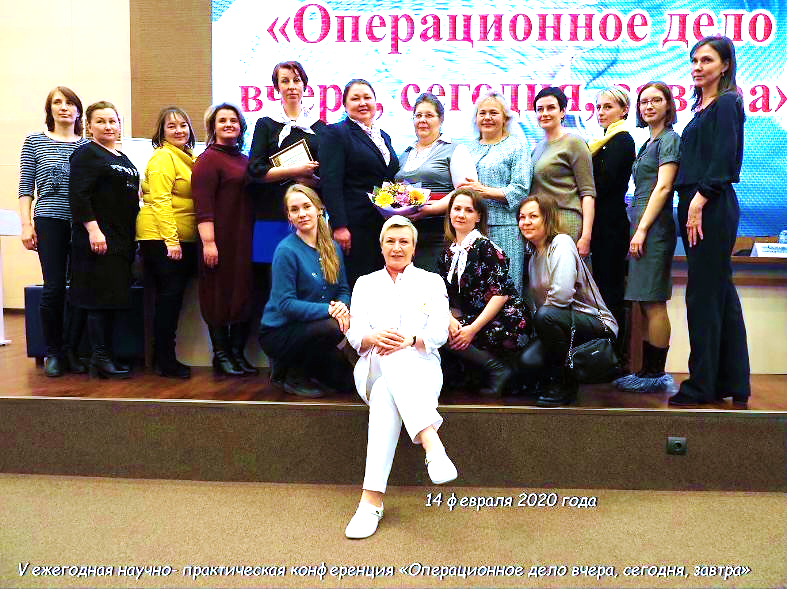 «Операционное дело
вчера, сегодня, завтра»
14 февраля 2020 года
V ежегодная научно- практическая конференция «Операционное дело вчера, сегодня, завтра»